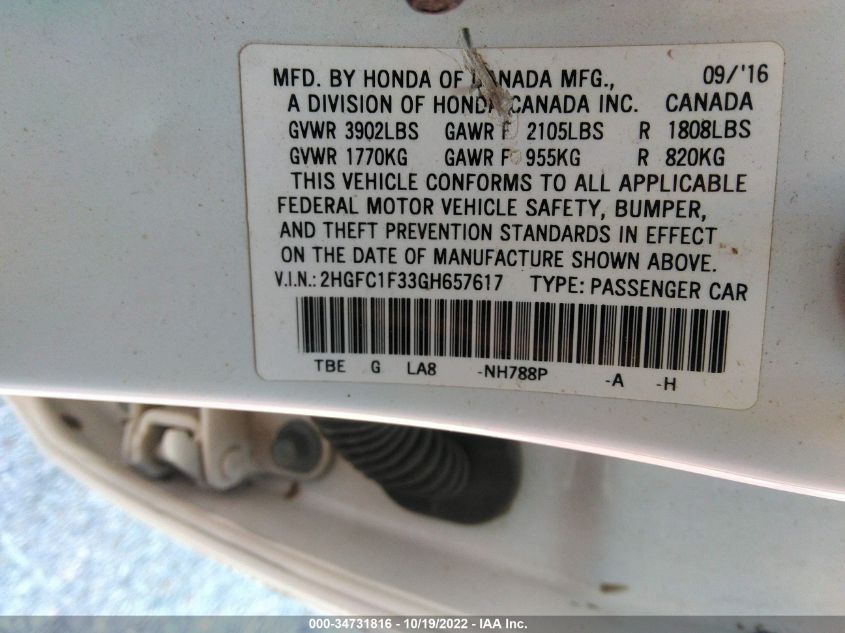 MFD. BY HONDA OF CANADA MFG., 09/'16
A DIVISION OF HONDA CANADA INC. CANADA
GVWR 3902LBS GAWR F 2105LBS R 1808LBS
GVWR 1770KG GAWR F 955KG R 820KG
THIS VEHICLE CONFORMS TO ALL APPLICABLE
FEDERAL MOTOR VEHICLE SAFETY, BUMPER,
AND THEFT PREVENTION STANDARDS IN EFFECT
ON THE DATE OF MANUFACTURE SHOWN ABOVE.
V.I.N.: 2HGFC1F33GH657617 TYPE: PASSENGER CAR
TBE G LA8 -NH788P -A -H
000-34731816 - 10/19/2022 - IAA Inc.